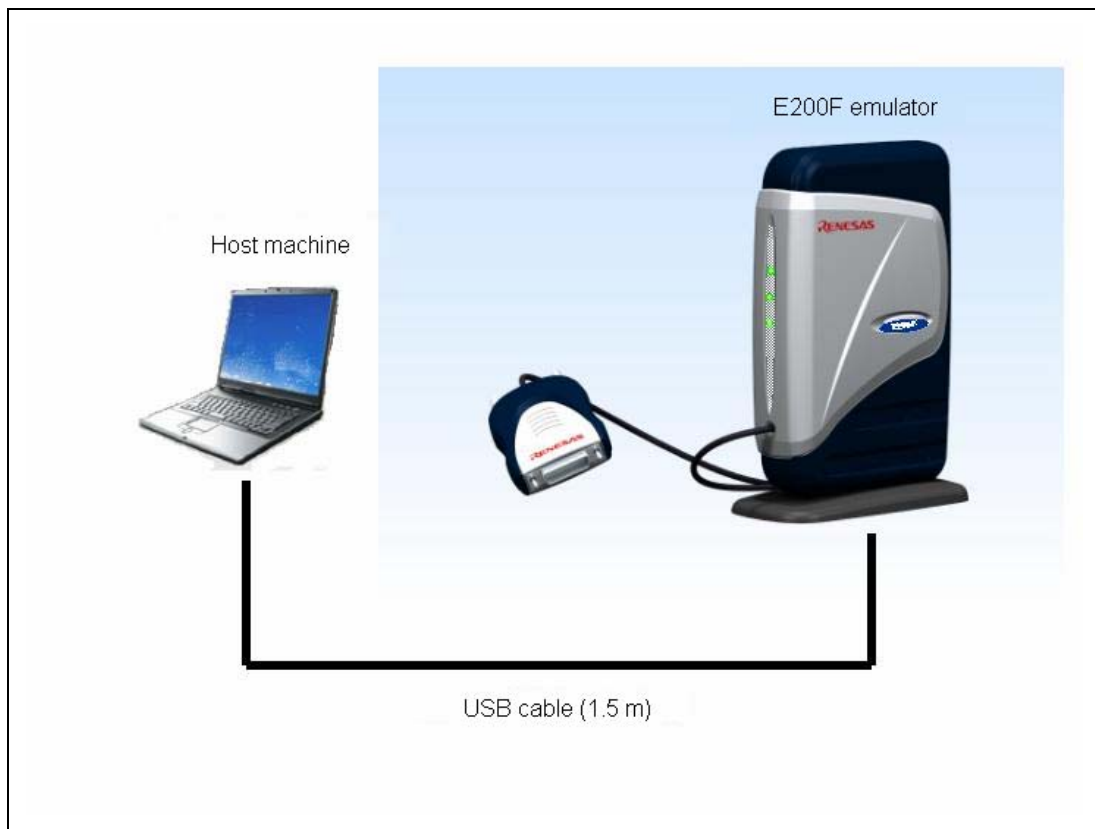 E200F emulator
RENESAS
Host machine
RENESAS
USB cable (1.5 m)